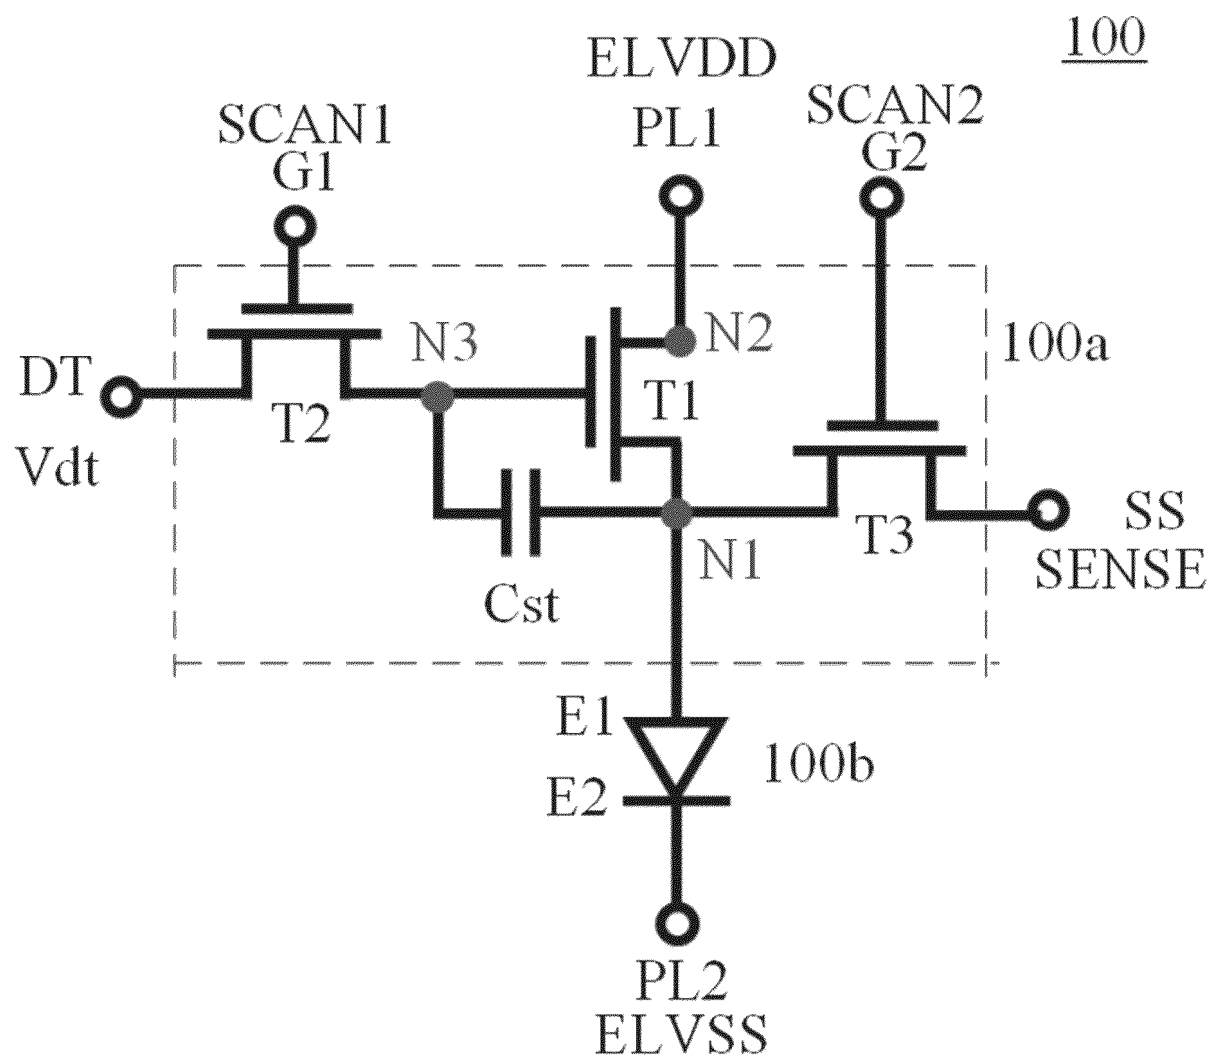 100
ELVDD
PL1
SCAN1
G1
SCAN2
G2
N3
N2
100a
DT
T1
T2
Vdt
SS
T3
N1
SENSE
Cst
E1
100b
E2
PL2
ELVSS